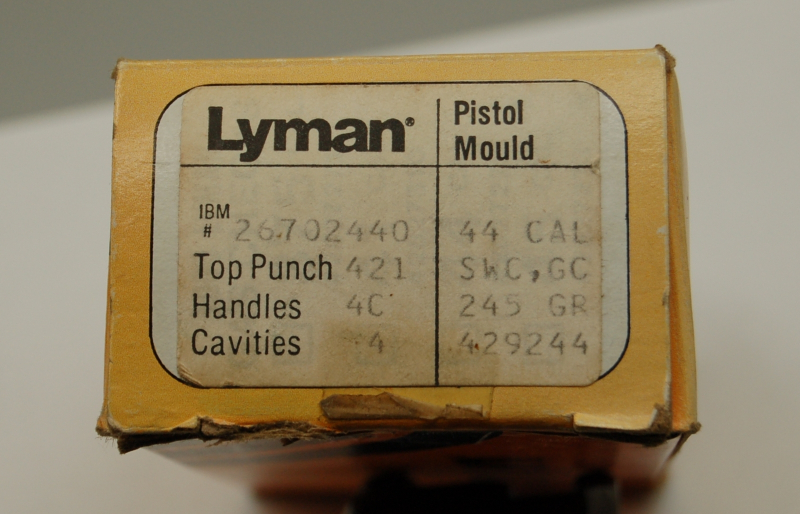 Lyman®
Pistol
Mould
IBM
# 26702440
44 CAL
Top Punch 421
SWC,GC
Handles 4C
245 GR
Cavities 4
429244